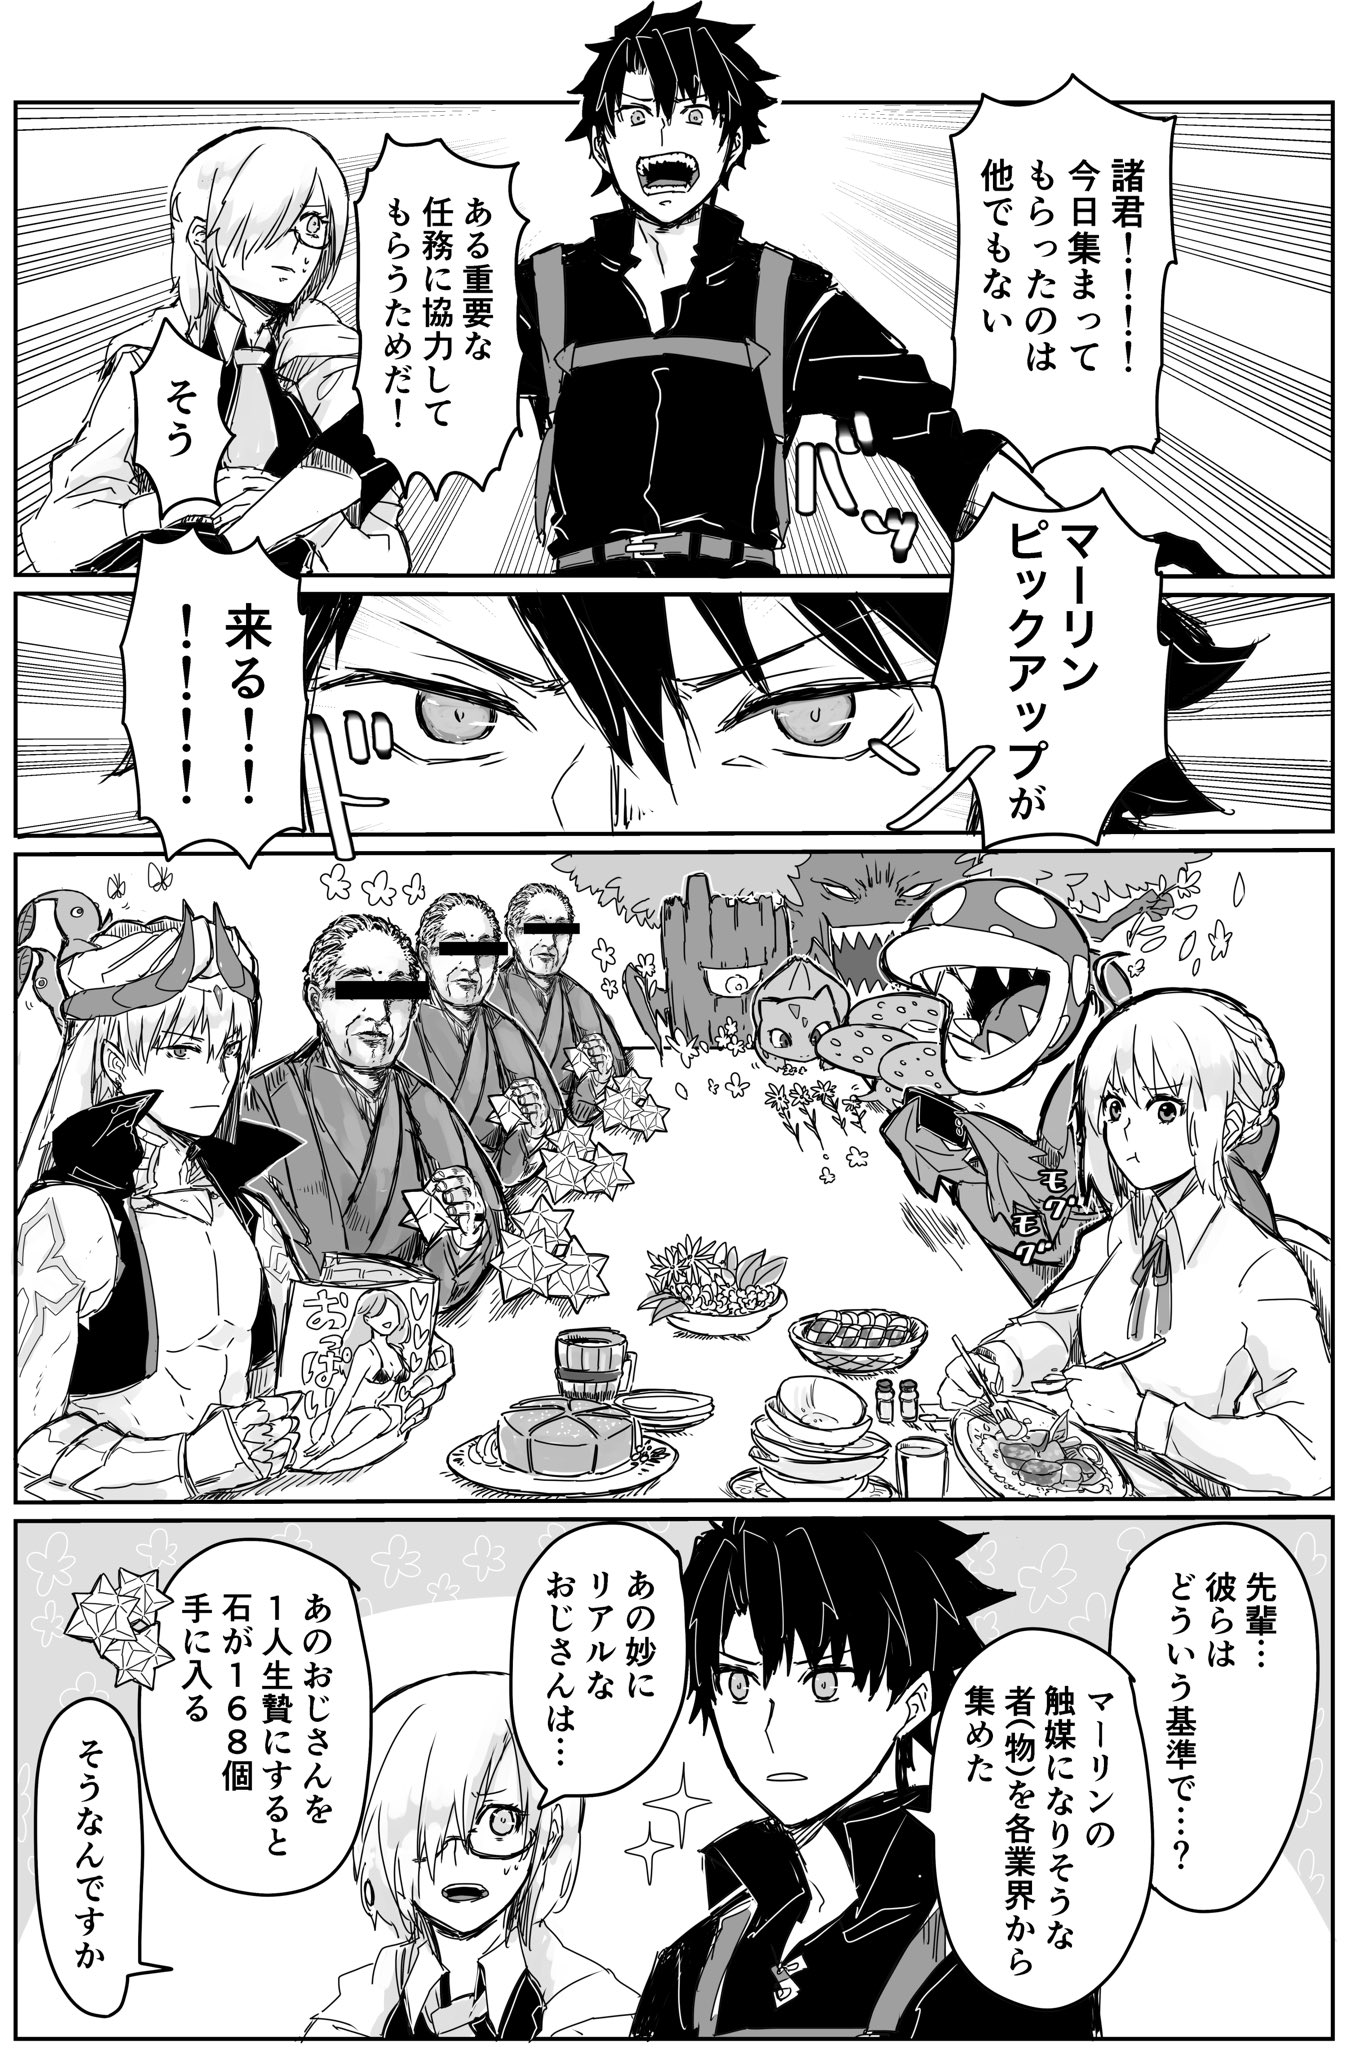 諸君！！！！
今日集まって
もらったのは
他でもない
ある重要な
任務に協力して
もらうためだ！
バッ
そう
マーリン
ピックアップが
来る！！
！！！！
ドン
モグ
モグ
おっぱい
先輩…
彼らは
どういう基準で…？
マーリンの
触媒になりそうな
者(物)を各業界から
集めた
あの妙に
リアルな
おじさんは…
あのおじさんを
1人生贄にすると
石が168個
手に入る
そうなんですか